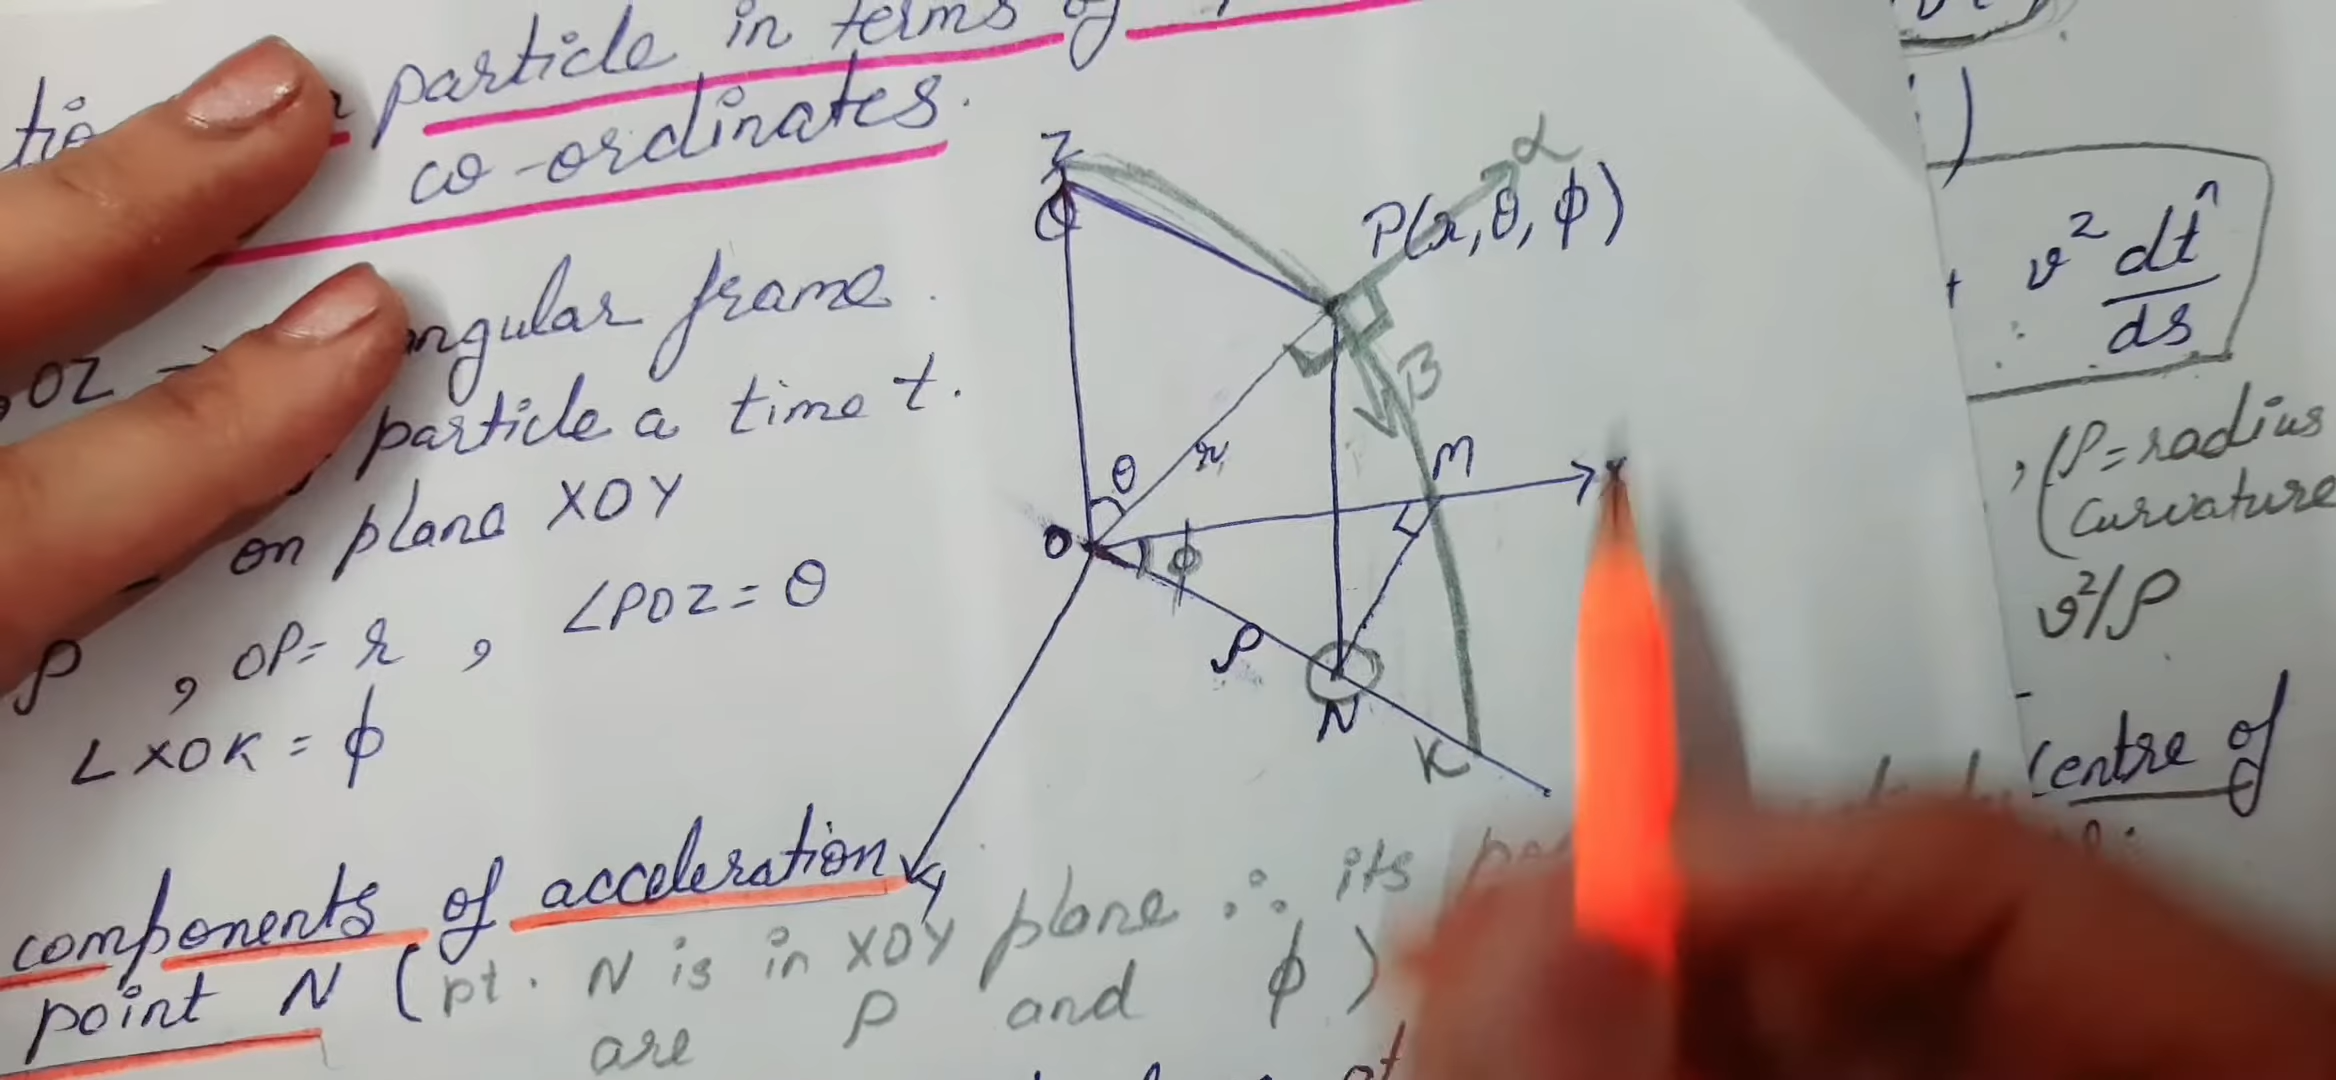 particle in terms of
co-ordinates.
angular frame.
OZ →
particle a time t.
on plane XOY
ρ , OP = r , ∠POZ = θ
∠XOK = φ
components of acceleration
point N (pt. N is in XOY plane ∴ its
are ρ and φ)
Z
Q
P(r, θ, φ)
α
β
θ
r
M
O
φ
ρ
N
K
Y
+ v² dt̂
ds
, (ρ = radius
curvature
v²/ρ
Centre of